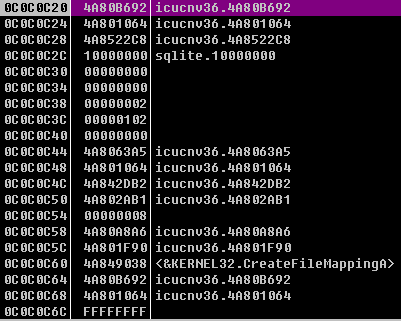 0C0C0C20 4A80B692 icucnv36.4A80B692
0C0C0C24 4A801064 icucnv36.4A801064
0C0C0C28 4A8522C8 icucnv36.4A8522C8
0C0C0C2C 10000000 sqlite.10000000
0C0C0C30 00000000
0C0C0C34 00000000
0C0C0C38 00000002
0C0C0C3C 00000102
0C0C0C40 00000000
0C0C0C44 4A8063A5 icucnv36.4A8063A5
0C0C0C48 4A801064 icucnv36.4A801064
0C0C0C4C 4A842DB2 icucnv36.4A842DB2
0C0C0C50 4A802AB1 icucnv36.4A802AB1
0C0C0C54 00000008
0C0C0C58 4A80A8A6 icucnv36.4A80A8A6
0C0C0C5C 4A801F90 icucnv36.4A801F90
0C0C0C60 4A849038 <&KERNEL32.CreateFileMappingA>
0C0C0C64 4A80B692 icucnv36.4A80B692
0C0C0C68 4A801064 icucnv36.4A801064
0C0C0C6C FFFFFFFF